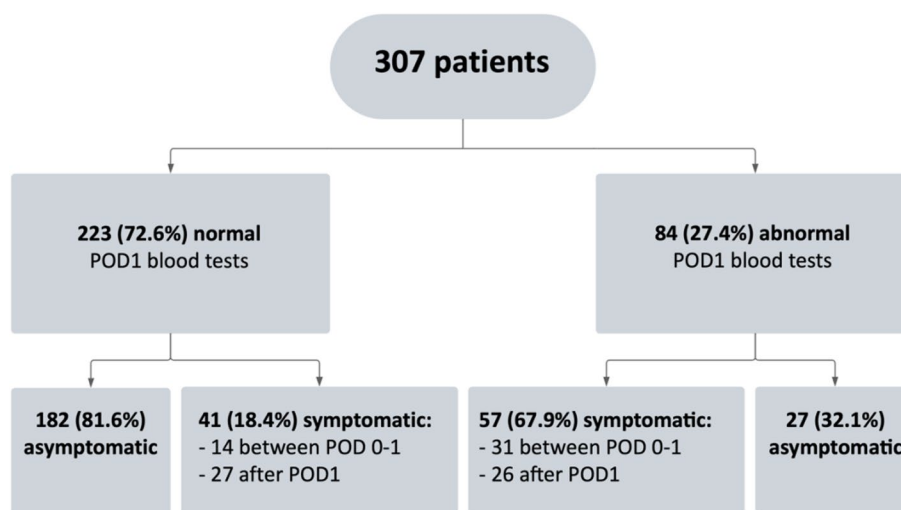 307 patients
223 (72.6%) normal
POD1 blood tests
84 (27.4%) abnormal
POD1 blood tests
182 (81.6%)
asymptomatic
41 (18.4%) symptomatic:
- 14 between POD 0-1
- 27 after POD1
57 (67.9%) symptomatic:
- 31 between POD 0-1
- 26 after POD1
27 (32.1%)
asymptomatic